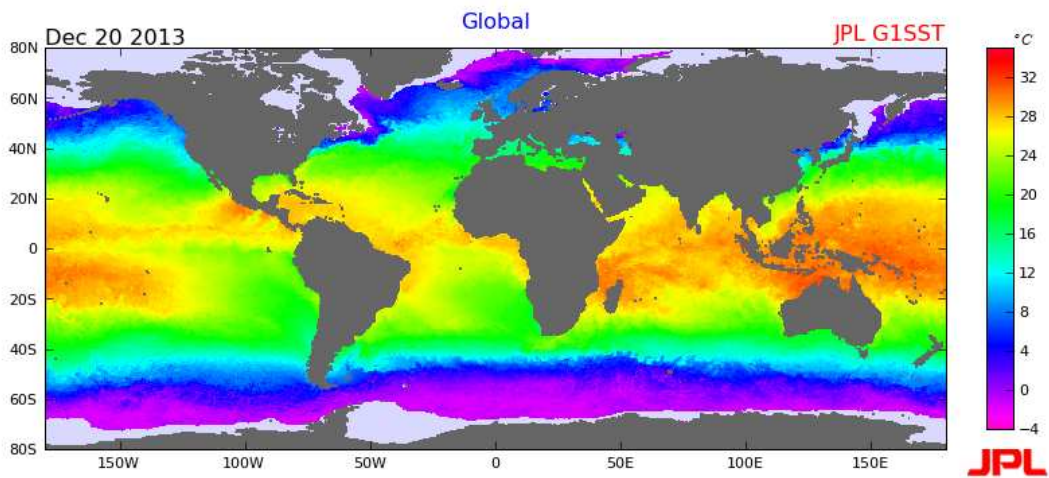 Global
Dec 20 2013
JPL G1SST
°C
80N
60N
40N
20N
0
20S
40S
60S
80S
150W
100W
50W
0
50E
100E
150E
32
28
24
20
16
12
8
4
0
−4
JPL